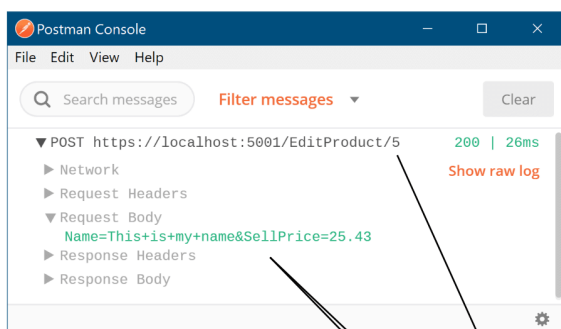 Postman Console
File Edit View Help
Search messages Filter messages Clear
POST https://localhost:5001/EditProduct/5 200 | 26ms
Network Show raw log
Request Headers
Request Body
Name=This+is+my+name&SellPrice=25.43
Response Headers
Response Body